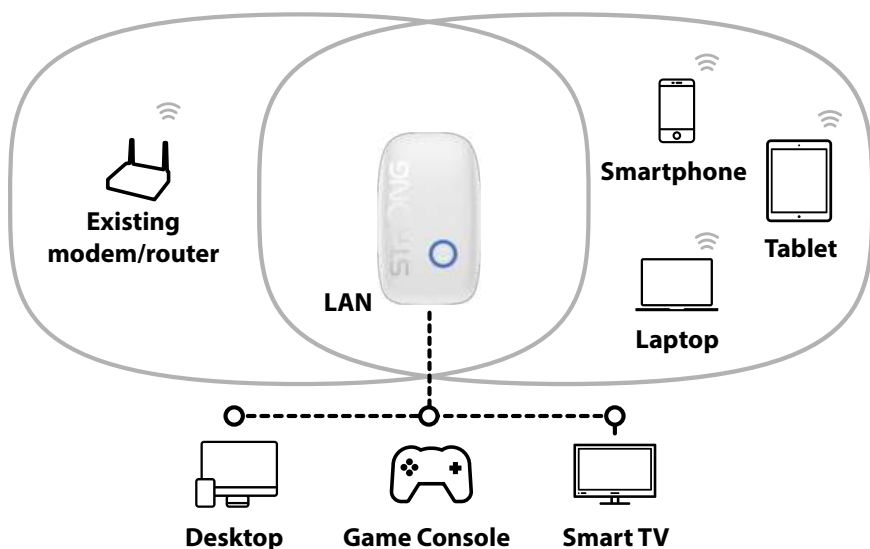 Existing
modem/router
STRONG
LAN
Smartphone
Tablet
Laptop
Desktop
Game Console
Smart TV